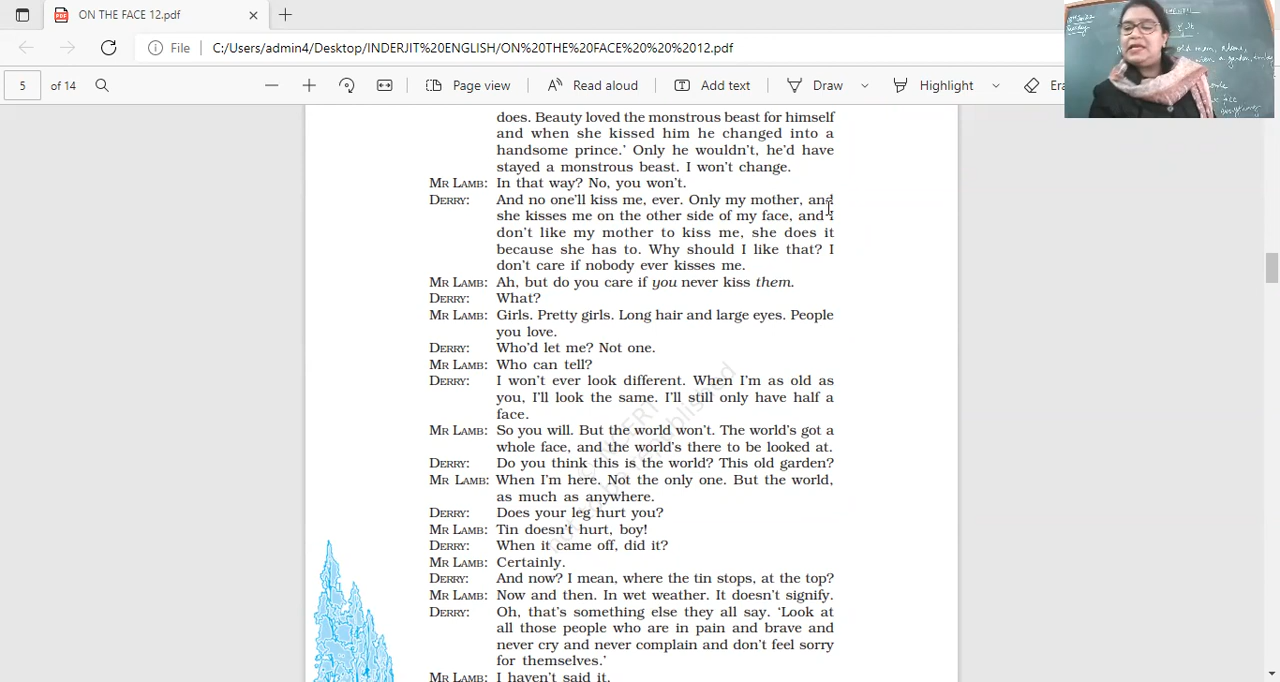 ON THE FACE 12.pdf
File
C:/Users/admin4/Desktop/INDERJIT%20ENGLISH/ON%20THE%20FACE%20%20%2012.pdf
5 of 14
Page view
Read aloud
Add text
Draw
Highlight
Era
does. Beauty loved the monstrous beast for himself
and when she kissed him he changed into a
handsome prince.’ Only he wouldn’t, he’d have
stayed a monstrous beast. I won’t change.
MR LAMB: In that way? No, you won’t.
DERRY: And no one’ll kiss me, ever. Only my mother, and
she kisses me on the other side of my face, and I
don’t like my mother to kiss me, she does it
because she has to. Why should I like that? I
don’t care if nobody ever kisses me.
MR LAMB: Ah, but do you care if you never kiss them.
DERRY: What?
MR LAMB: Girls. Pretty girls. Long hair and large eyes. People
you love.
DERRY: Who’d let me? Not one.
MR LAMB: Who can tell?
DERRY: I won’t ever look different. When I’m as old as
you, I’ll look the same. I’ll still only have half a
face.
MR LAMB: So you will. But the world won’t. The world’s got a
whole face, and the world’s there to be looked at.
DERRY: Do you think this is the world? This old garden?
MR LAMB: When I’m here. Not the only one. But the world,
as much as anywhere.
DERRY: Does your leg hurt you?
MR LAMB: Tin doesn’t hurt, boy!
DERRY: When it came off, did it?
MR LAMB: Certainly.
DERRY: And now? I mean, where the tin stops, at the top?
MR LAMB: Now and then. In wet weather. It doesn’t signify.
DERRY: Oh, that’s something else they all say. ‘Look at
all those people who are in pain and brave and
never cry and never complain and don’t feel sorry
for themselves.’
MR LAMB: I haven’t said it.